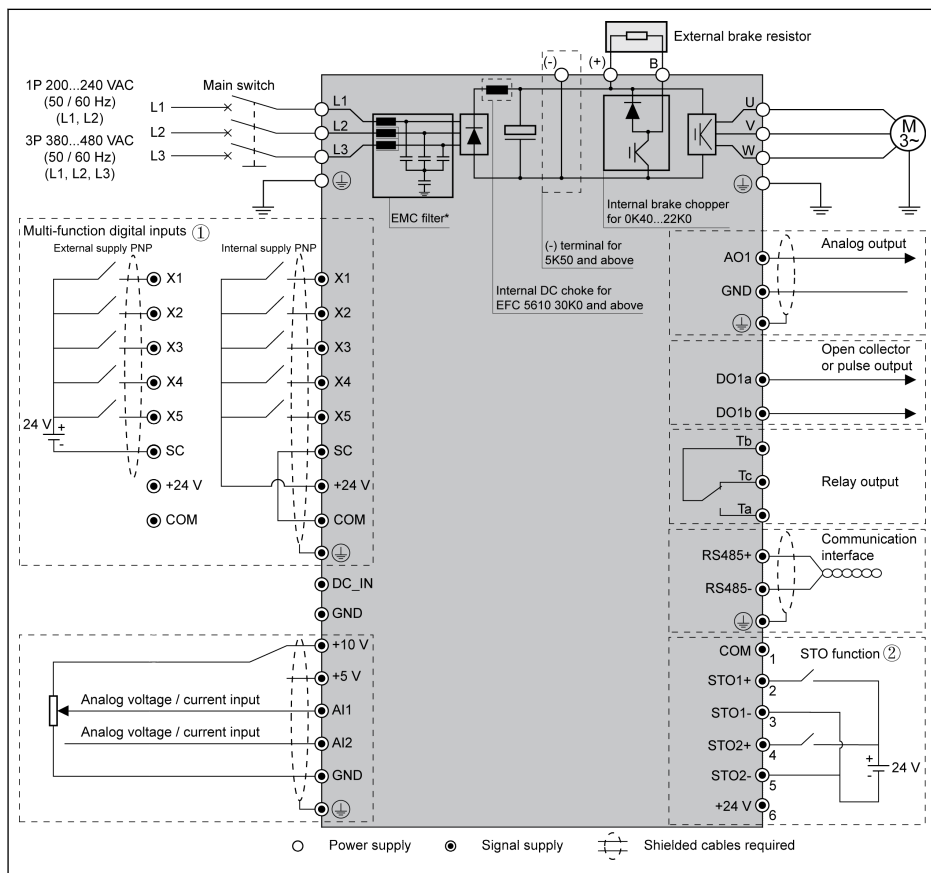 External brake resistor
(-)
(+)
B
1P 200...240 VAC
(50 / 60 Hz)
(L1, L2)
3P 380...480 VAC
(50 / 60 Hz)
(L1, L2, L3)
Main switch
L1
L2
L3
L1
L2
L3
U
V
W
M
3~
EMC filter*
Internal brake chopper
for 0K40...22K0
(-) terminal for
5K50 and above
Internal DC choke for
EFC 5610 30K0 and above
Multi-function digital inputs ①
External supply PNP
Internal supply PNP
X1
X2
X3
X4
X5
SC
+24 V
COM
24 V
+
-
X1
X2
X3
X4
X5
SC
+24 V
COM
DC_IN
GND
+10 V
+5 V
AI1
AI2
GND
Analog voltage / current input
Analog voltage / current input
AO1
GND
Analog output
Open collector
or pulse output
DO1a
DO1b
Tb
Tc
Ta
Relay output
Communication
interface
RS485+
RS485-
COM
1
STO function ②
STO1+
2
STO1-
3
STO2+
4
STO2-
5
+24 V
6
+
-
24 V
Power supply
Signal supply
Shielded cables required